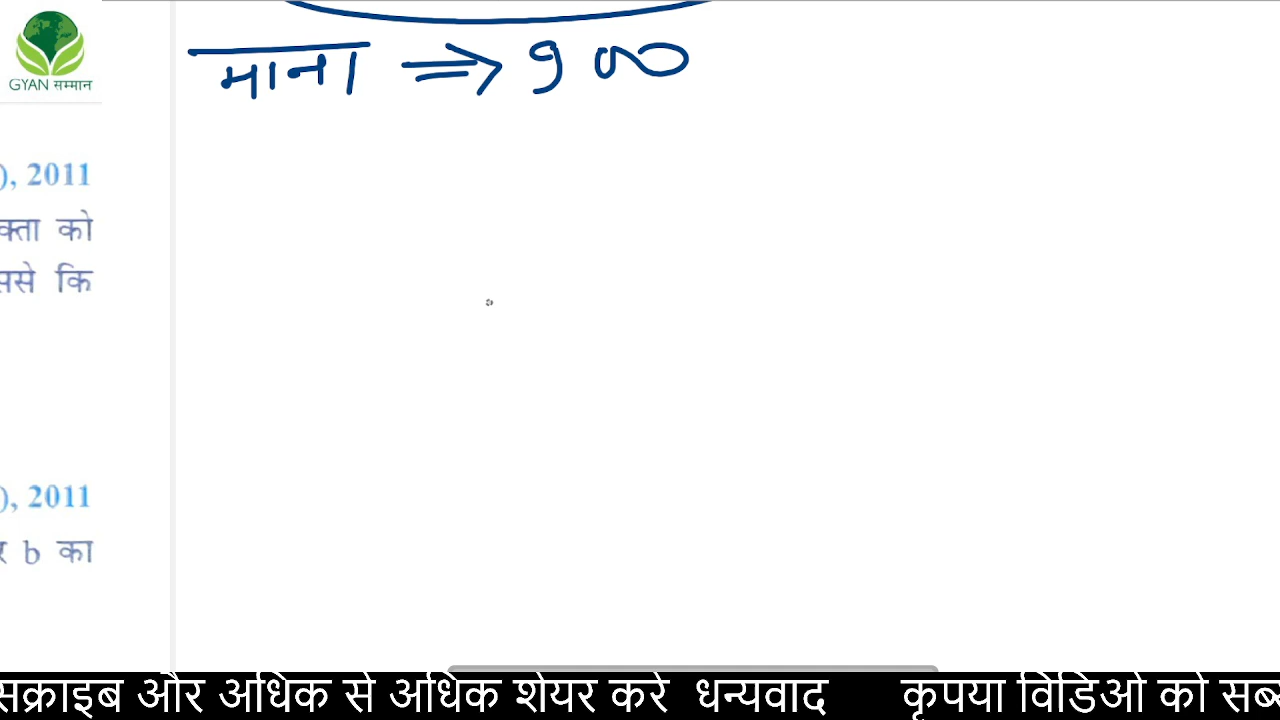 GYAN सम्मान
माना ⇒ 900
), 2011
क्ता को
ससे कि
), 2011
र b का
सक्राइब और अधिक से अधिक शेयर करे धन्यवाद कृपया विडिओ को सब्स